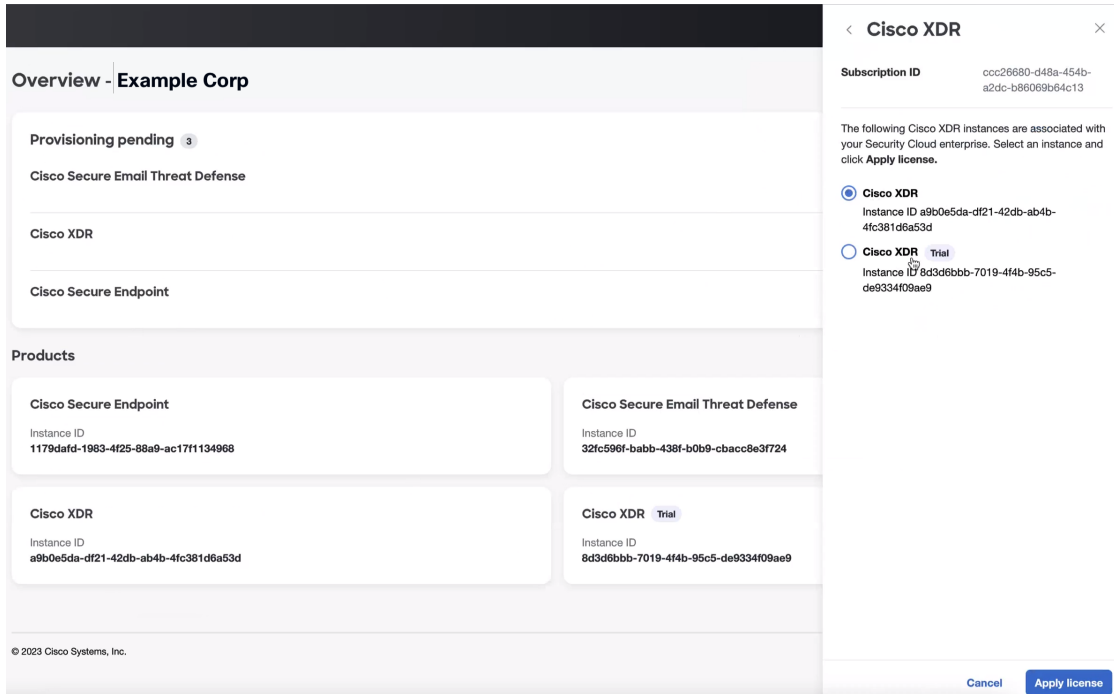 Overview - Example Corp
Provisioning pending 3
Cisco Secure Email Threat Defense
Cisco XDR
Cisco Secure Endpoint
Products
Cisco Secure Endpoint
Instance ID
1179dafd-1983-4f25-88a9-ac17f1134968
Cisco Secure Email Threat Defense
Instance ID
32fc596f-babb-438f-b0b9-cbacc8e3f724
Cisco XDR
Instance ID
a9b0e5da-df21-42db-ab4b-4fc381d6a53d
Cisco XDR Trial
Instance ID
8d3d6bbb-7019-4f4b-95c5-de9334f09ae9
© 2023 Cisco Systems, Inc.
Cisco XDR
Subscription ID ccc26680-d48a-454b-
a2dc-b86069b64c13
The following Cisco XDR instances are associated with
your Security Cloud enterprise. Select an instance and
click Apply license.
Cisco XDR
Instance ID a9b0e5da-df21-42db-ab4b-
4fc381d6a53d
Cisco XDR Trial
Instance ID 8d3d6bbb-7019-4f4b-95c5-
de9334f09ae9
Cancel Apply license